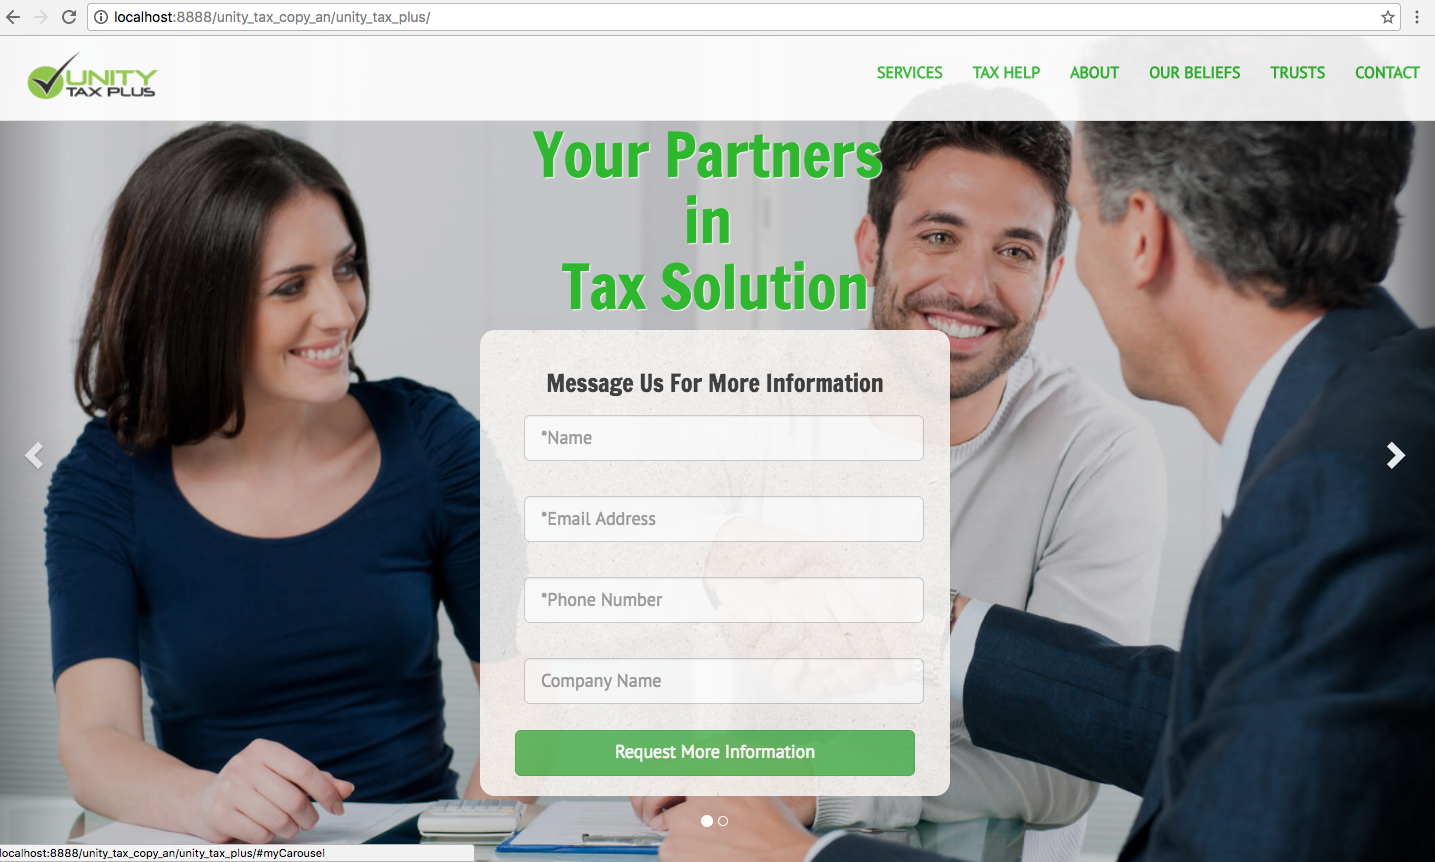 localhost:8888/unity_tax_copy_an/unity_tax_plus/
UNITY
TAX PLUS
SERVICES TAX HELP ABOUT OUR BELIEFS TRUSTS CONTACT
Your Partners
in
Tax Solution
Message Us For More Information
*Name
*Email Address
*Phone Number
Company Name
Request More Information
localhost:8888/unity_tax_copy_an/unity_tax_plus/#myCarousel